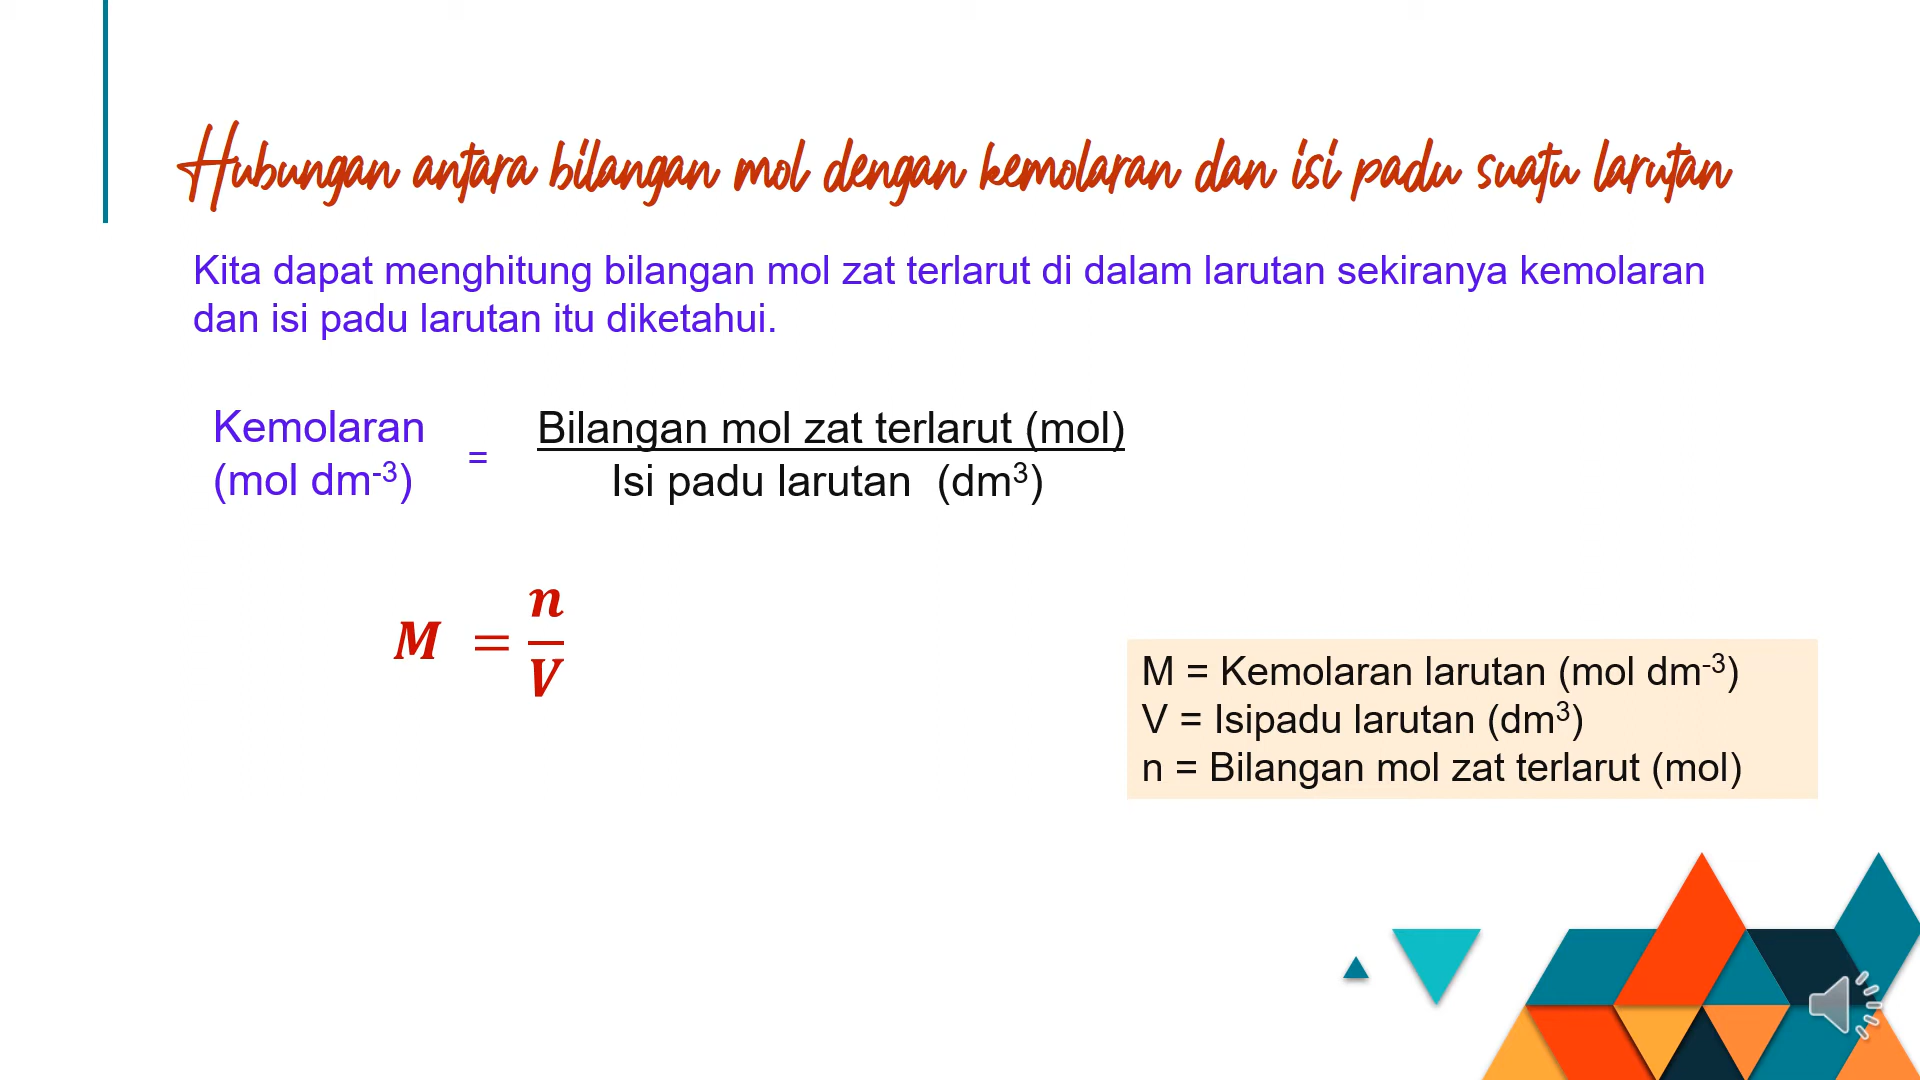 Hubungan antara bilangan mol dengan kemolaran dan isi padu suatu larutan
Kita dapat menghitung bilangan mol zat terlarut di dalam larutan sekiranya kemolaran
dan isi padu larutan itu diketahui.
Kemolaran
(mol dm⁻³)
=
Bilangan mol zat terlarut (mol)
Isi padu larutan (dm³)
M = n/V
M = Kemolaran larutan (mol dm⁻³)
V = Isipadu larutan (dm³)
n = Bilangan mol zat terlarut (mol)